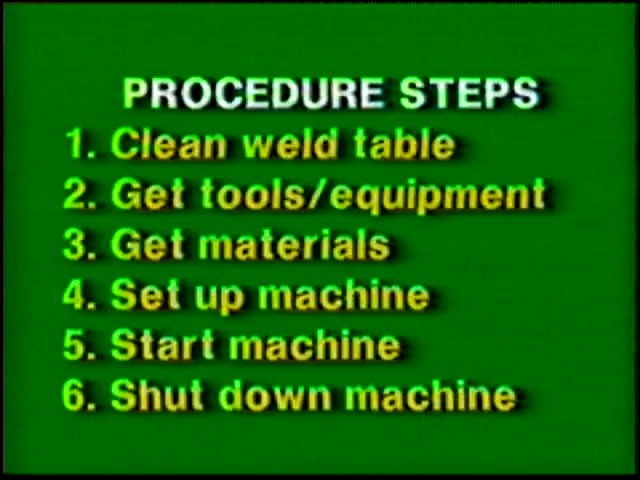 PROCEDURE STEPS
1. Clean weld table
2. Get tools/equipment
3. Get materials
4. Set up machine
5. Start machine
6. Shut down machine